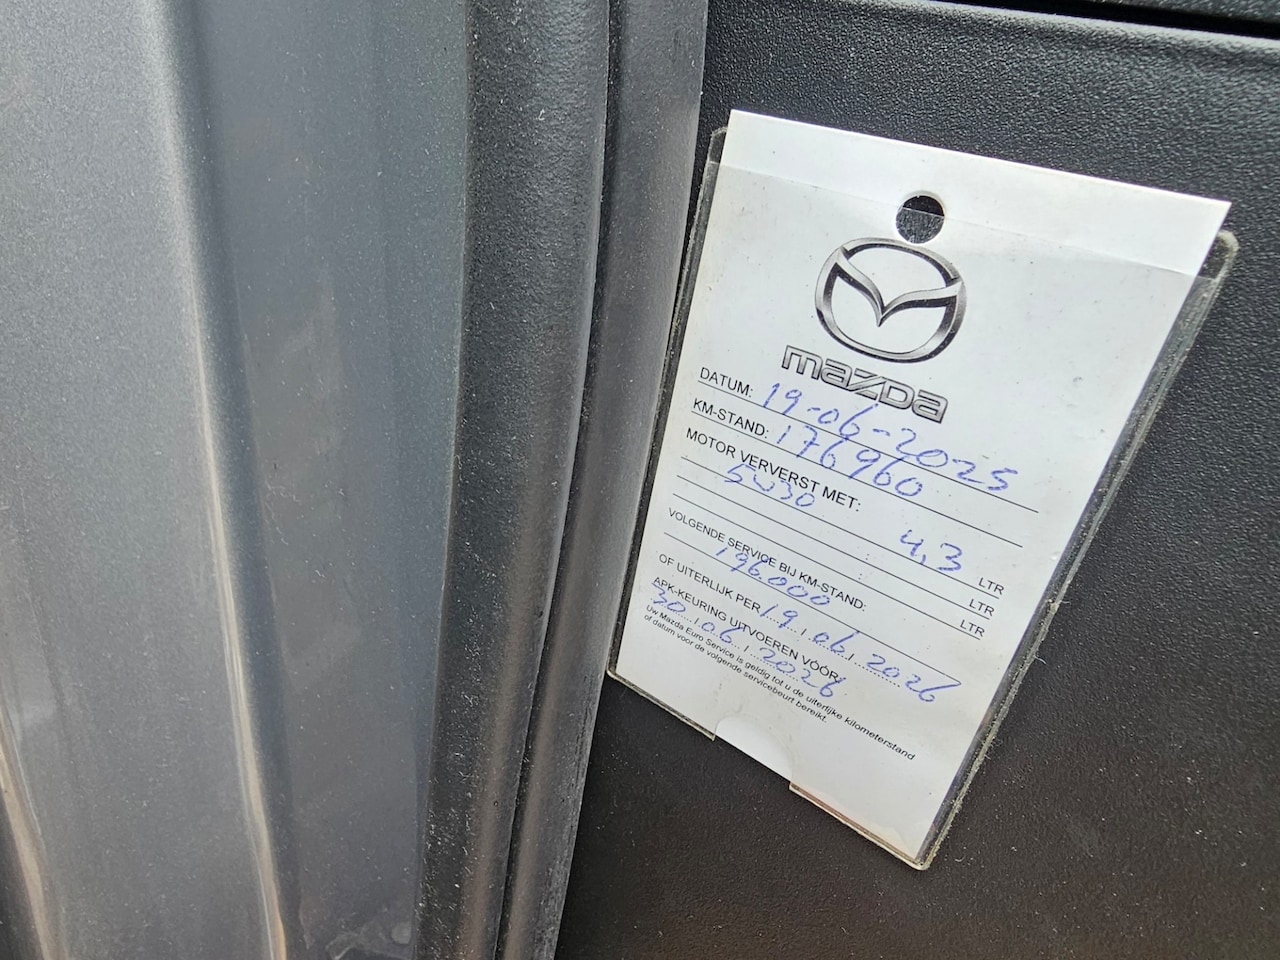 mazda
DATUM: 19-06-2025
KM-STAND: 176960
MOTOR VERVERST MET:
5W30 4,3 LTR
LTR
LTR
VOLGENDE SERVICE BIJ KM-STAND:
196.000
OF UITERLIJK PER 19/06/2026
APK-KEURING UITVOEREN VÓÓR:
30/06/2026
Uw Mazda Euro Service is geldig tot u de uiterlijke kilometerstand
of datum voor de volgende servicebeurt bereikt.